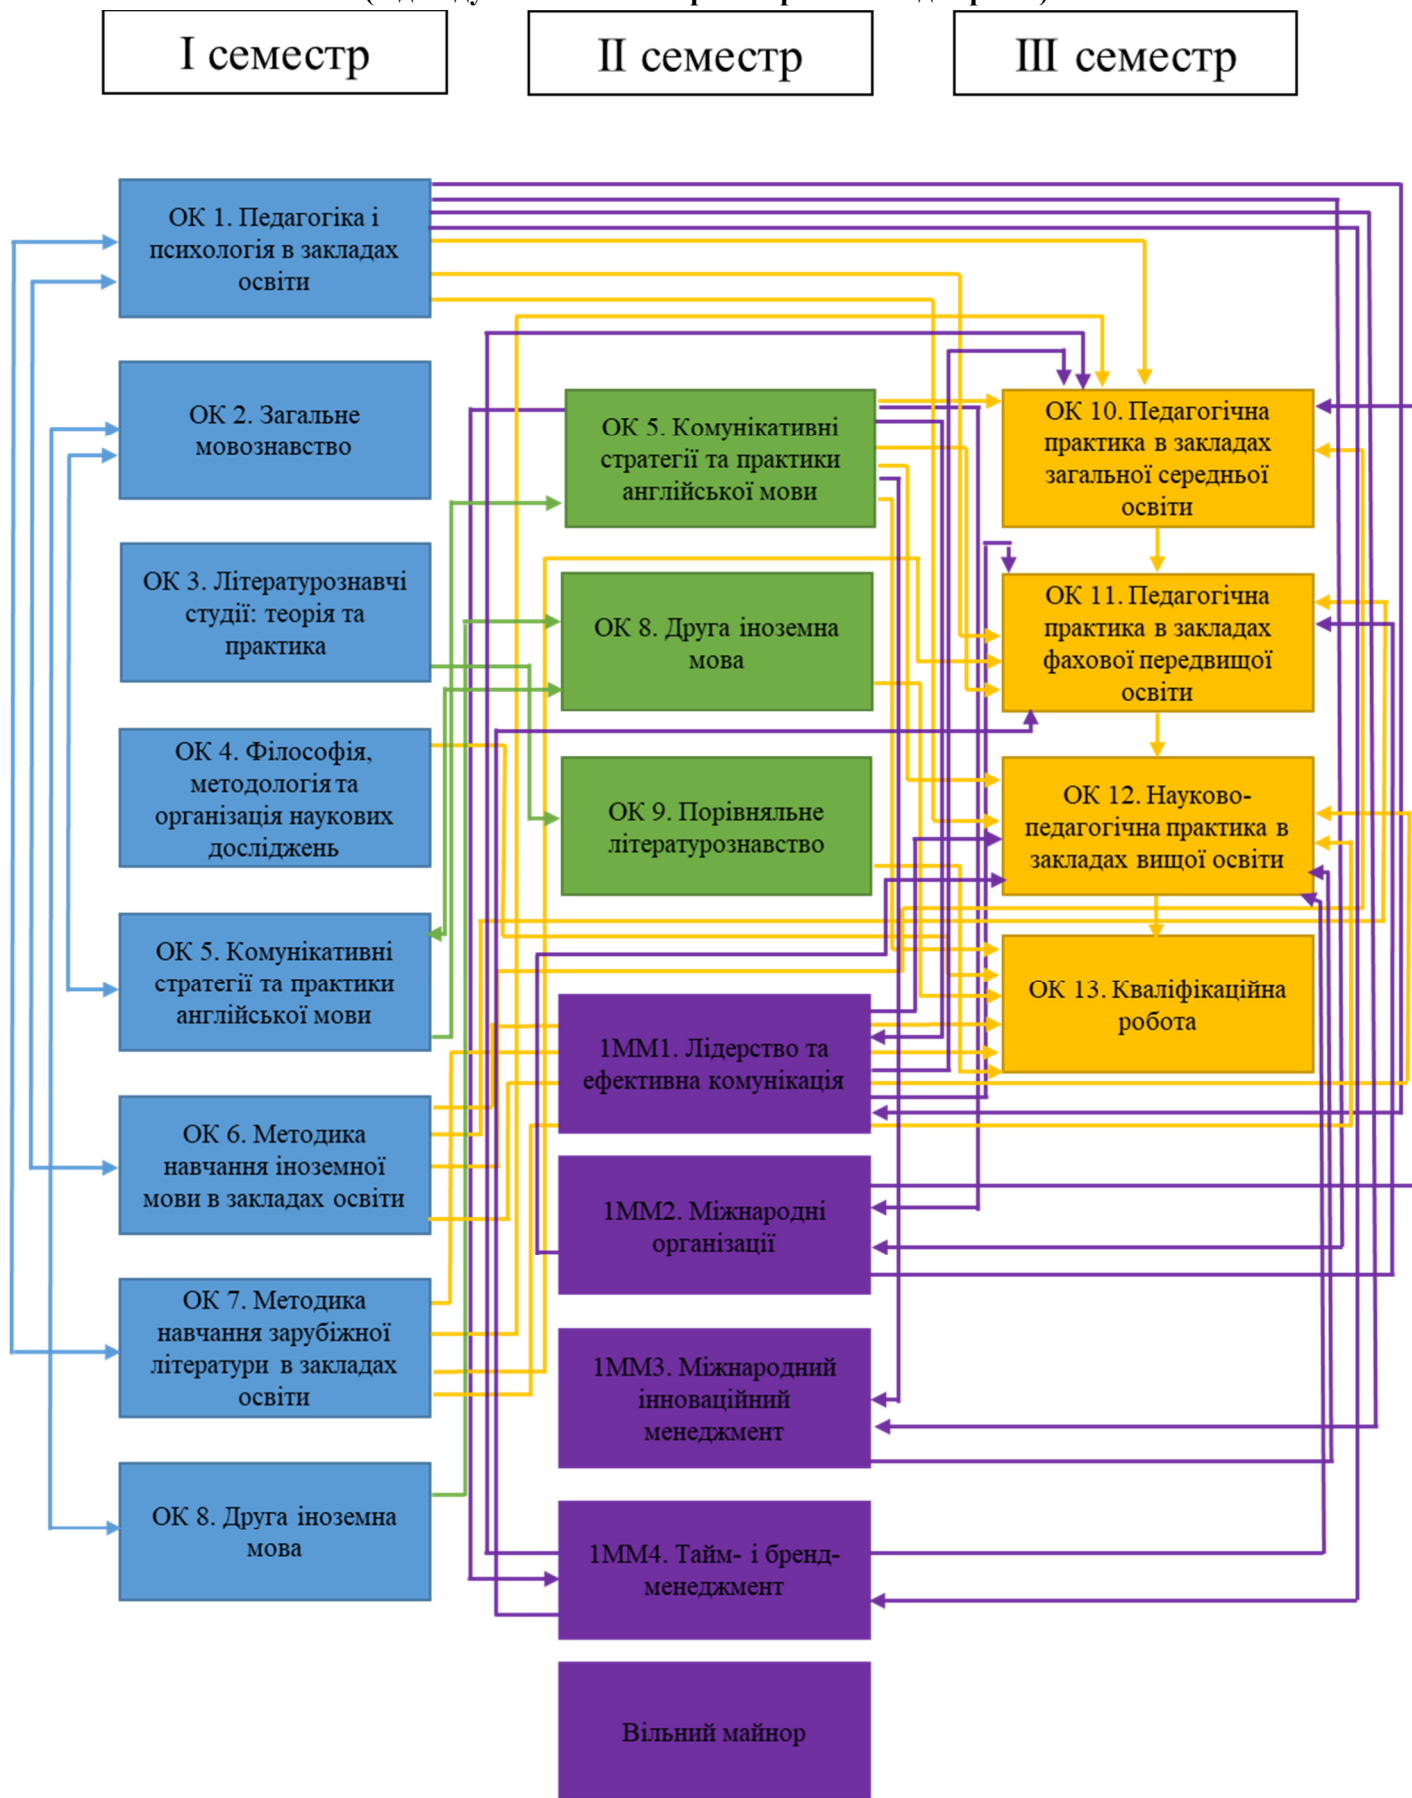 І семестр
ІІ семестр
ІІІ семестр
ОК 1. Педагогіка і
психологія в закладах
освіти
ОК 2. Загальне
мовознавство
ОК 3. Літературознавчі
студії: теорія та
практика
ОК 4. Філософія,
методологія та
організація наукових
досліджень
ОК 5. Комунікативні
стратегії та практики
англійської мови
ОК 6. Методика
навчання іноземної
мови в закладах освіти
ОК 7. Методика
навчання зарубіжної
літератури в закладах
освіти
ОК 8. Друга іноземна
мова
ОК 5. Комунікативні
стратегії та практики
англійської мови
ОК 8. Друга іноземна
мова
ОК 9. Порівняльне
літературознавство
1ММ1. Лідерство та
ефективна комунікація
1ММ2. Міжнародні
організації
1ММ3. Міжнародний
інноваційний
менеджмент
1ММ4. Тайм- і бренд-
менеджмент
Вільний майнор
ОК 10. Педагогічна
практика в закладах
загальної середньої
освіти
ОК 11. Педагогічна
практика в закладах
фахової передвищої
освіти
ОК 12. Науково-
педагогічна практика в
закладах вищої освіти
ОК 13. Кваліфікаційна
робота